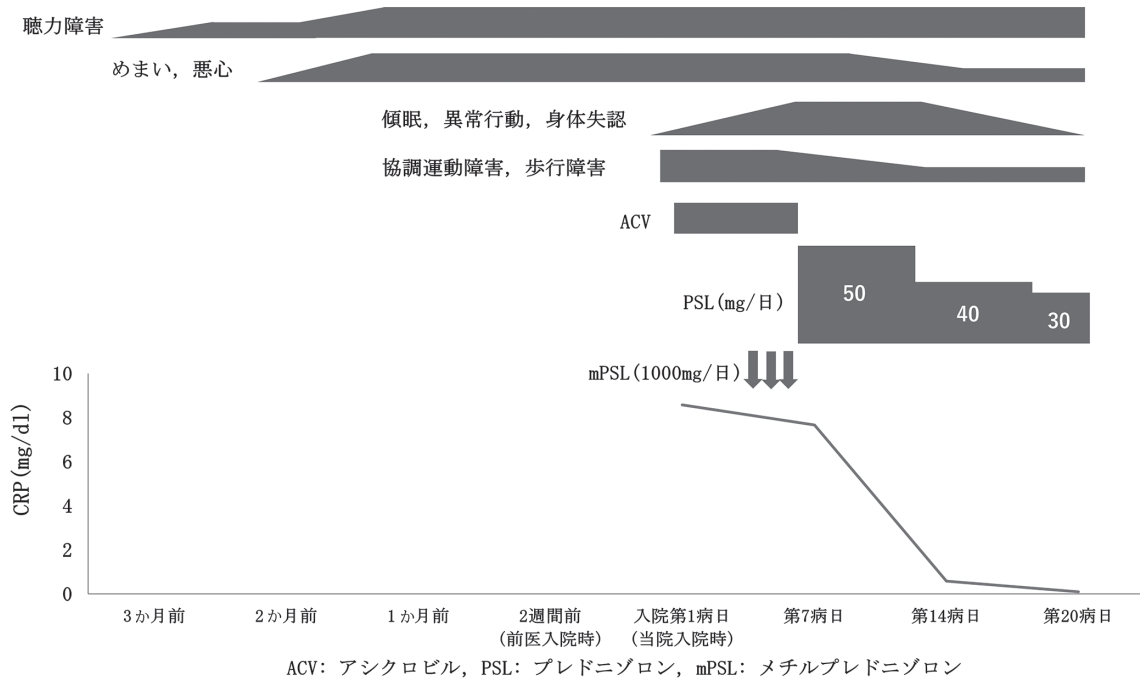 聴力障害
めまい，悪心
傾眠，異常行動，身体失認
協調運動障害，歩行障害
ACV
PSL(mg/日)
50
40
30
mPSL(1000mg/日)
CRP(mg/dl)
10
8
6
4
2
0
3か月前
2か月前
1か月前
2週間前
(前医入院時)
入院第1病日
(当院入院時)
第7病日
第14病日
第20病日
ACV: アシクロビル，PSL: プレドニゾロン，mPSL: メチルプレドニゾロン